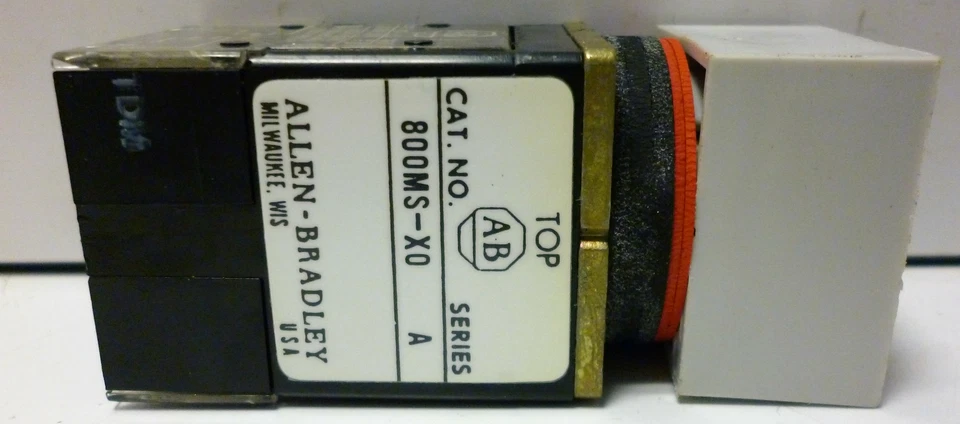 TOP
AB
CAT. NO. SERIES
800MS-X0 A
ALLEN-BRADLEY
MILWAUKEE, WIS USA